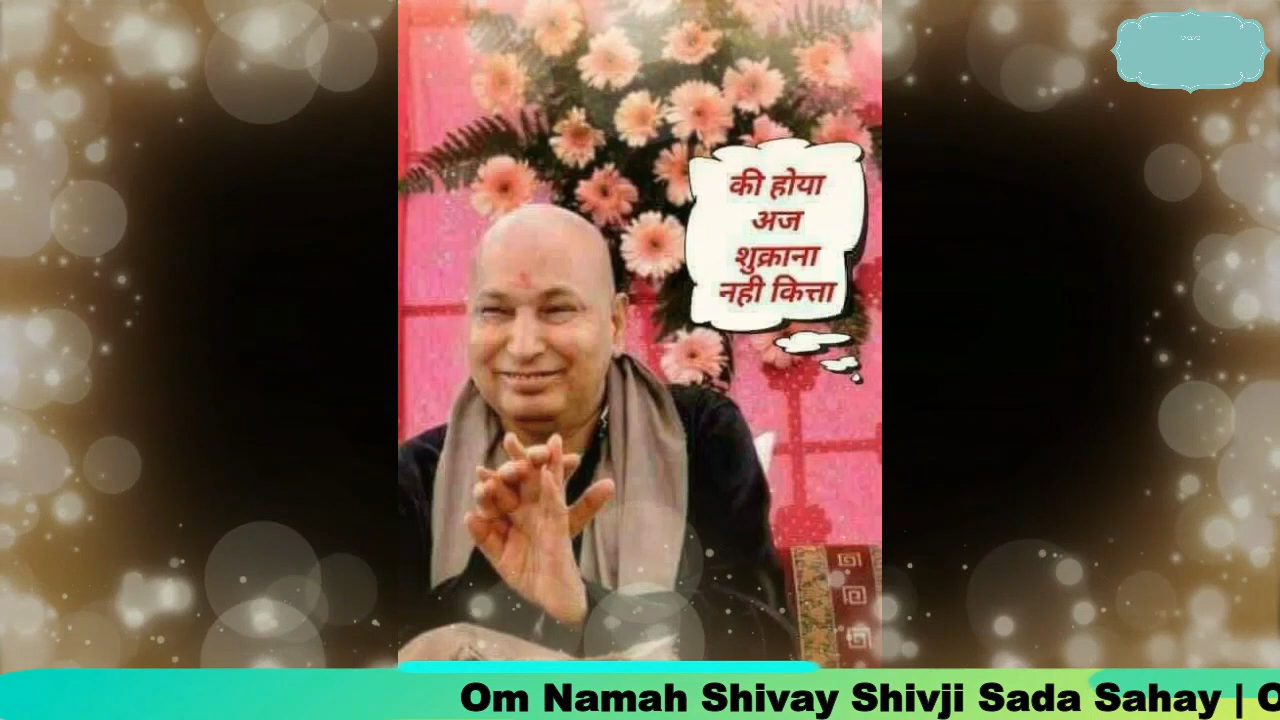 की होया
अज
शुक्राना
नही कित्ता
Om Namah Shivay Shivji Sada Sahay | O